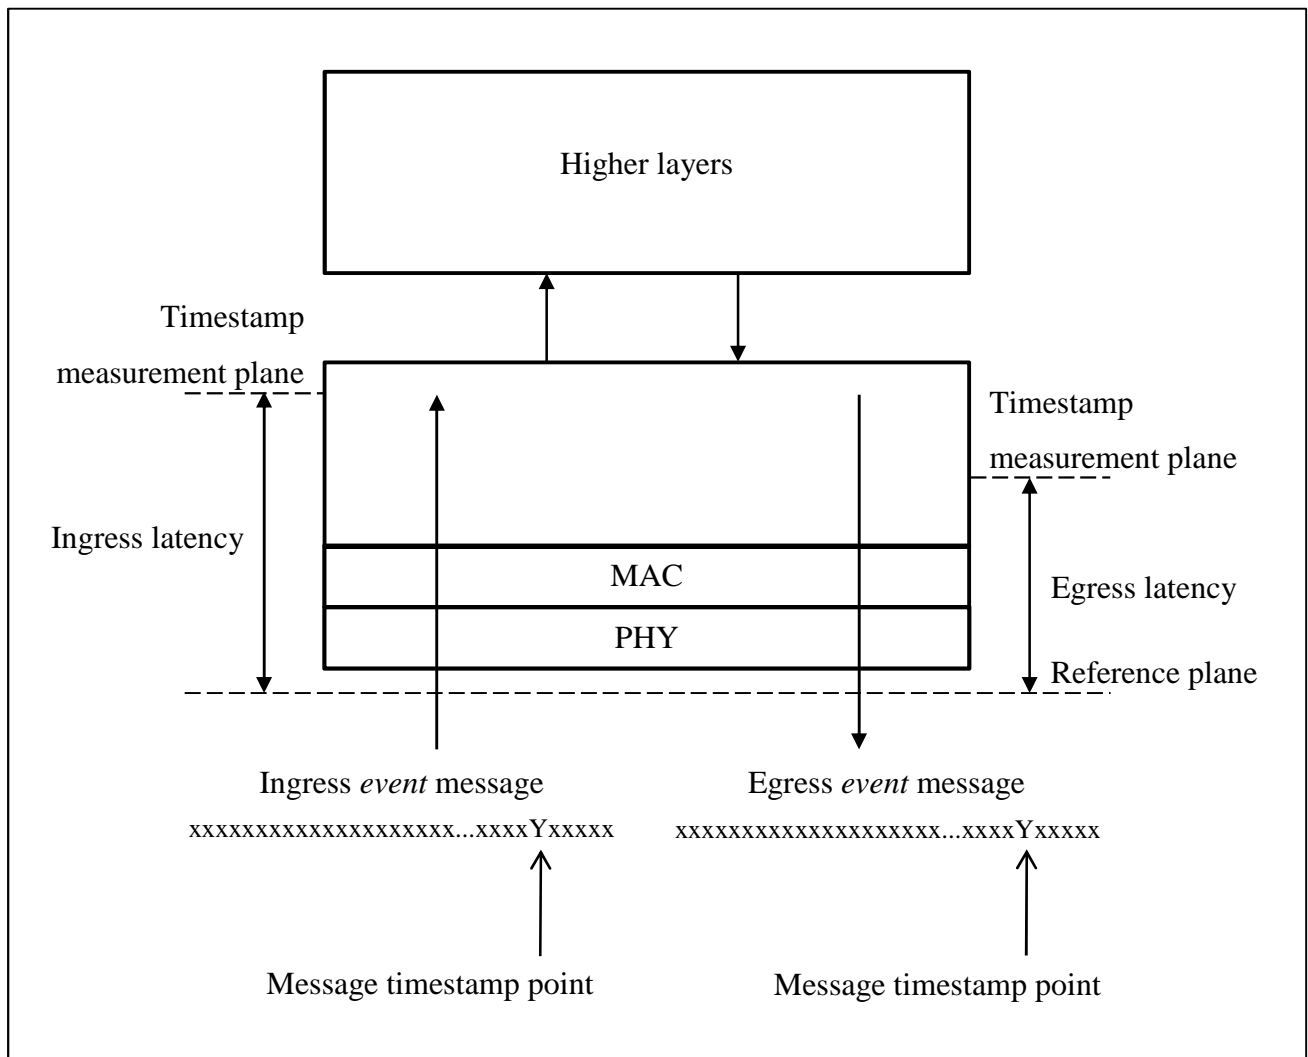 Higher layers
Timestamp
measurement plane
Timestamp
measurement plane
Ingress latency
MAC
Egress latency
PHY
Reference plane
Ingress event message
Egress event message
xxxxxxxxxxxxxxxxxxxx...xxxxYxxxxx
xxxxxxxxxxxxxxxxxxxx...xxxxYxxxxx
Message timestamp point
Message timestamp point